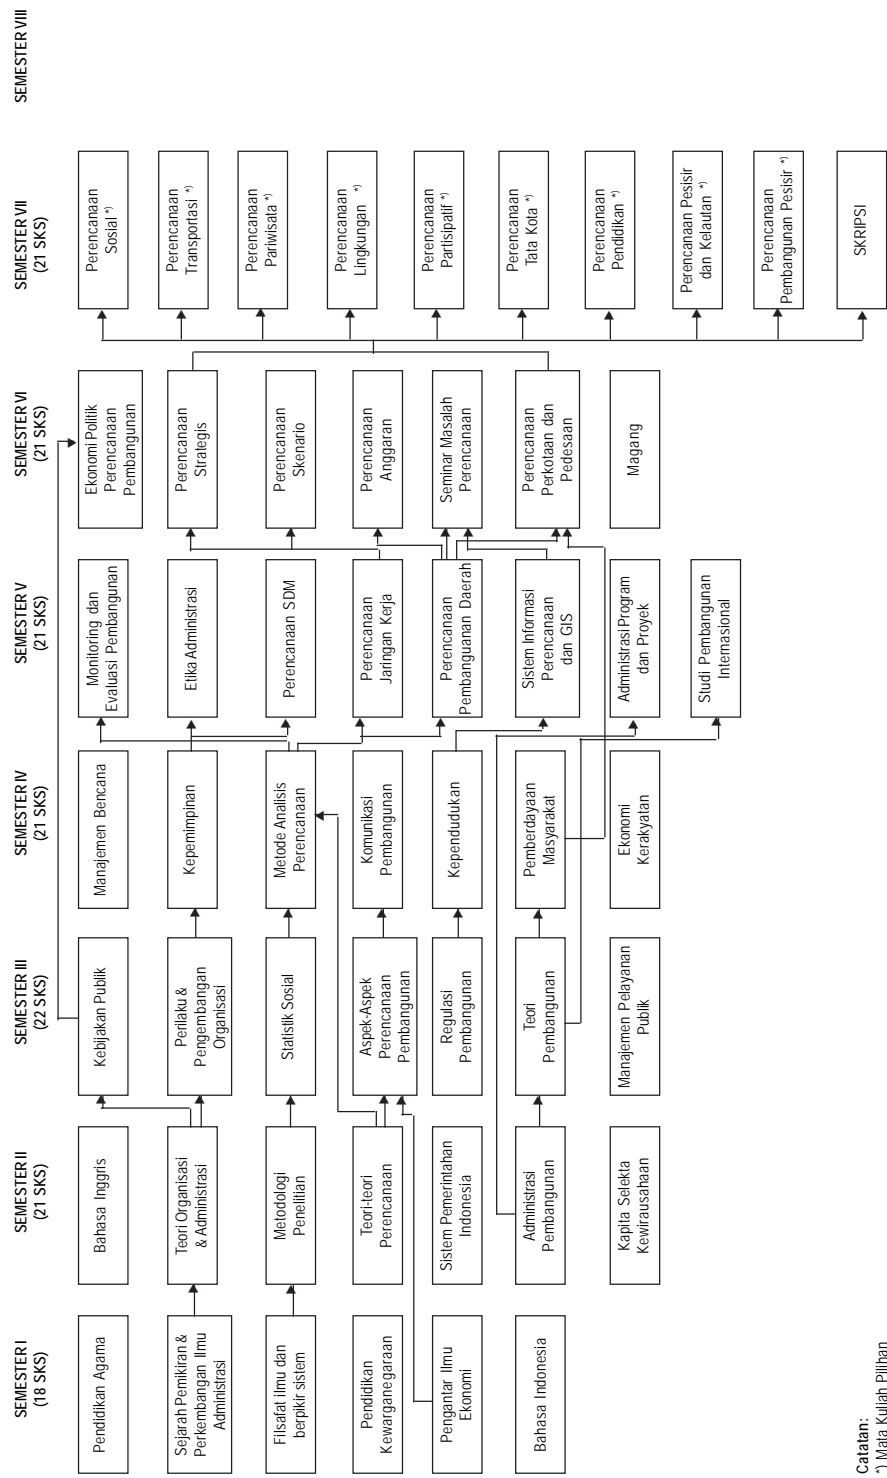 SEMESTER I
(18 SKS)
Pendidikan Agama
Sejarah Pemikiran &
Perkembangan Ilmu
Administrasi
Filsafat ilmu dan
berpikir sistem
Pendidikan
Kewarganegaraan
Pengantar Ilmu
Ekonomi
Bahasa Indonesia
SEMESTER II
(21 SKS)
Bahasa Inggris
Teori Organisasi
& Administrasi
Metodologi
Penelitian
Teori-teori
Perencanaan
Sistem Pemerintahan
Indonesia
Administrasi
Pembangunan
Kapita Selekta
Kewirausahaan
SEMESTER III
(22 SKS)
Kebijakan Publik
Perilaku &
Pengembangan
Organisasi
Statistik Sosial
Aspek-Aspek
Perencanaan
Pembangunan
Regulasi
Pembangunan
Teori
Pembangunan
Manajemen Pelayanan
Publik
SEMESTER IV
(21 SKS)
Manajemen Bencana
Kepemimpinan
Metode Analisis
Perencanaan
Komunikasi
Pembangunan
Kependudukan
Pemberdayaan
Masyarakat
Ekonomi
Kerakyatan
SEMESTER V
(21 SKS)
Monitoring dan
Evaluasi Pembangunan
Etika Administrasi
Perencanaan SDM
Perencanaan
Jaringan Kerja
Perencanaan
Pembanguanan Daerah
Sistem Informasi
Perencanaan
dan GIS
Administrasi Program
dan Proyek
Studi Pembangunan
Internasional
SEMESTER VI
(21 SKS)
Ekonomi Politik
Perencanaan
Pembangunan
Perencanaan
Strategis
Perencanaan
Skenario
Perencanaan
Anggaran
Seminar Masalah
Perencanaan
Perencanaan
Perkotaan dan
Pedesaan
Magang
SEMESTER VII
(21 SKS)
Perencanaan
Sosial *)
Perencanaan
Transportasi *)
Perencanaan
Pariwisata *)
Perencanaan
Lingkungan *)
Perencanaan
Partisipatif *)
Perencanaan
Tata Kota *)
Perencanaan
Pendidikan *)
Perencanaan Pesisir
dan Kelautan *)
Perencanaan
Pembangunan Pesisir *)
SKRIPSI
SEMESTER VIII
Catatan:
*) Mata Kuliah Pilihan